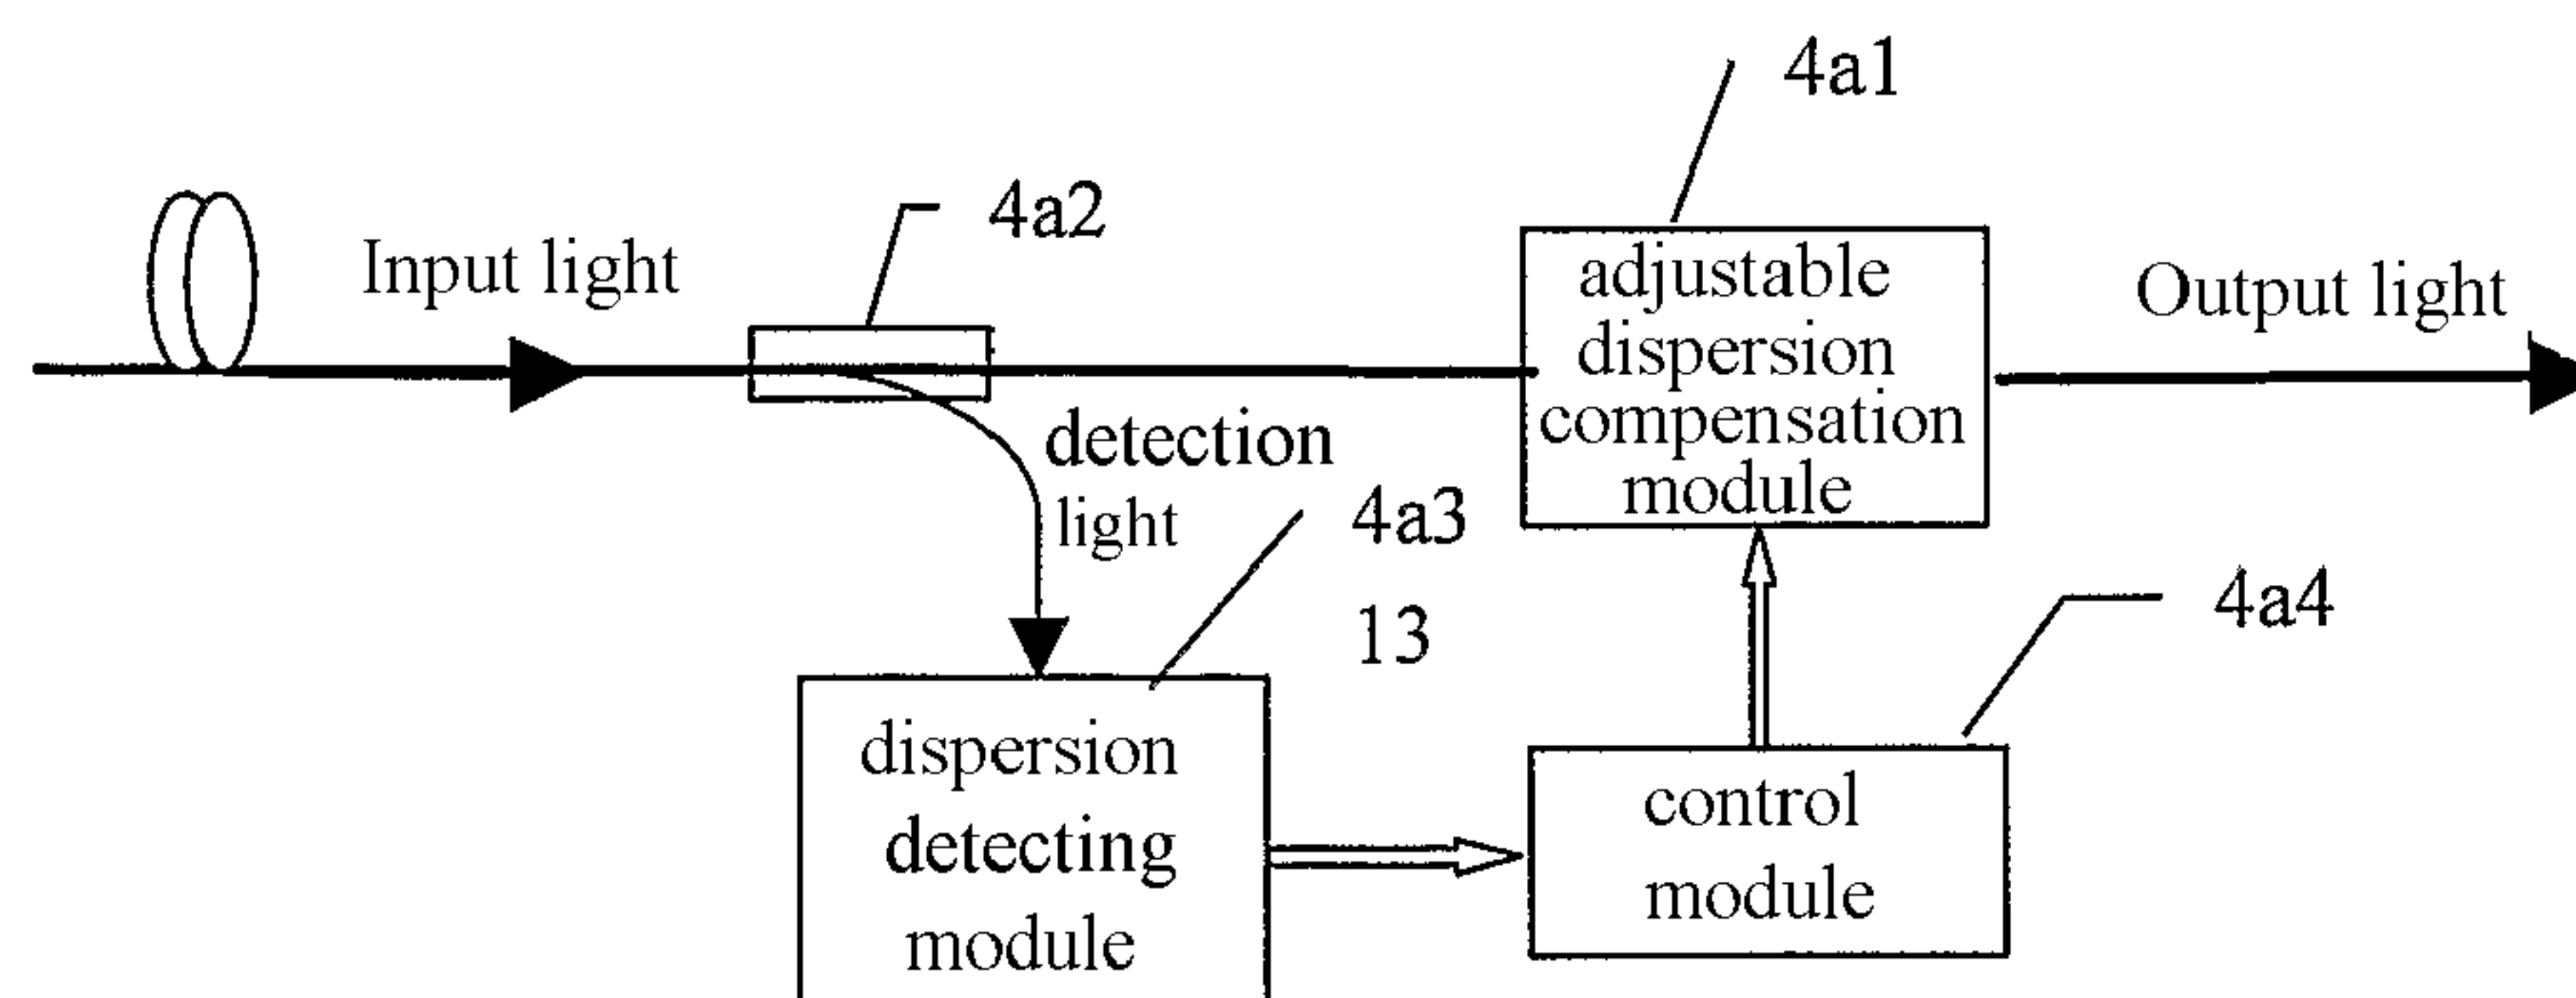 4a1
4a2
Input light
adjustable
dispersion
compensation
module
Output light
detection
light
4a3
13
4a4
dispersion
detecting
module
control
module